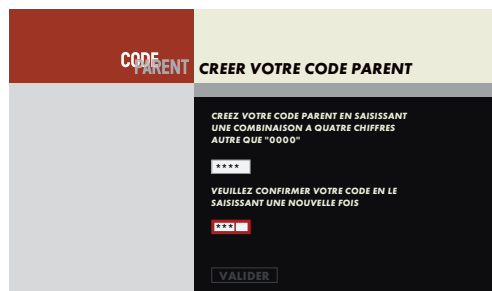 CODE
PARENT
CREER VOTRE CODE PARENT
CREEZ VOTRE CODE PARENT EN SAISISSANT
UNE COMBINAISON A QUATRE CHIFFRES
AUTRE QUE "0000"
****
VEUILLEZ CONFIRMER VOTRE CODE EN LE
SAISISSANT UNE NOUVELLE FOIS
***
VALIDER